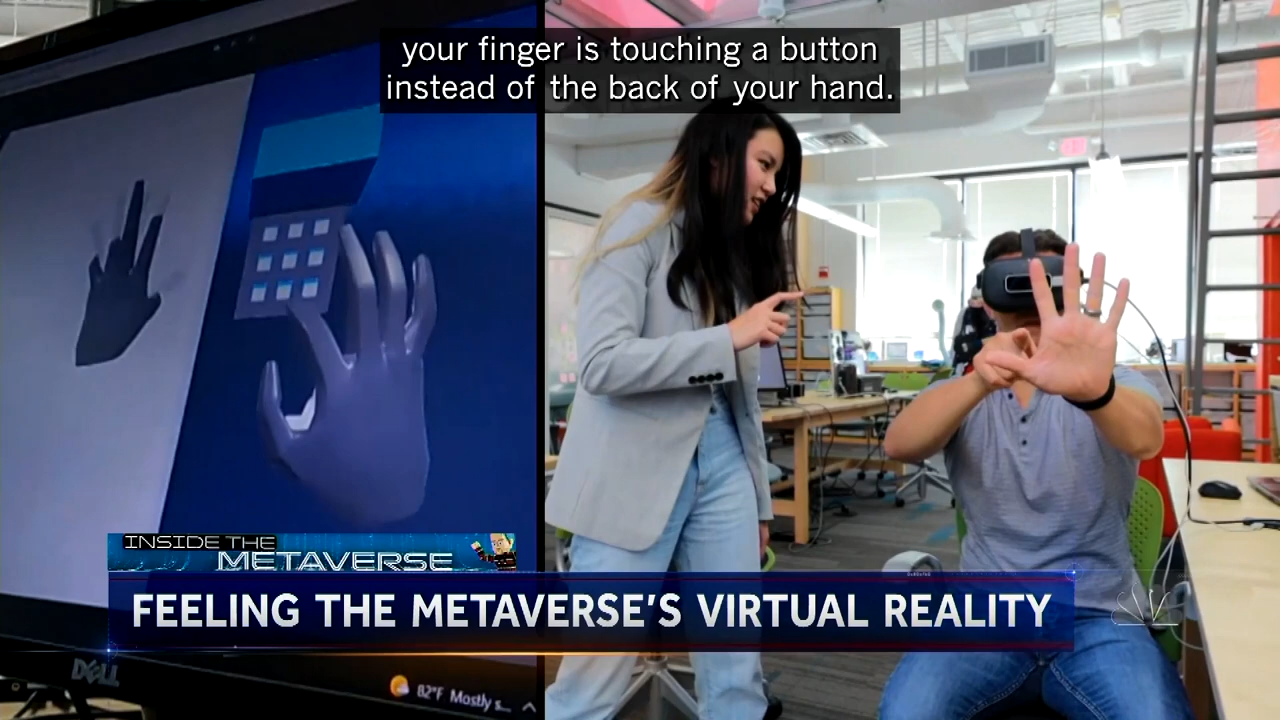 your finger is touching a button
instead of the back of your hand.
INSIDE THE
METAVERSE
FEELING THE METAVERSE'S VIRTUAL REALITY
DELL
82°F Mostly s...